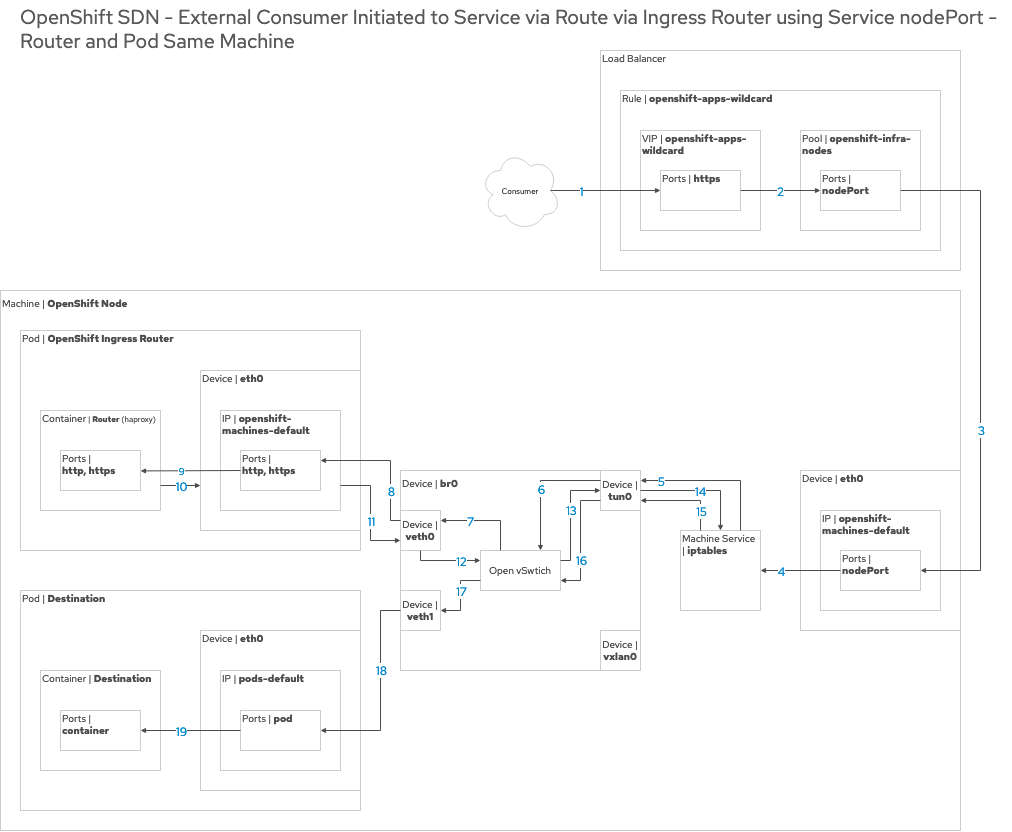 OpenShift SDN - External Consumer Initiated to Service via Route via Ingress Router using Service nodePort -
Router and Pod Same Machine
Load Balancer
Rule | openshift-apps-wildcard
VIP | openshift-apps-
wildcard
Pool | openshift-infra-
nodes
Ports | https
Ports |
nodePort
Consumer
1
2
3
Machine | OpenShift Node
Pod | OpenShift Ingress Router
Device | eth0
Container | Router (haproxy)
IP | openshift-
machines-default
Ports |
http, https
Ports |
http, https
9
10
8
11
Device | br0
Device |
veth0
7
12
Open vSwtich
6
13
16
17
Device |
tun0
5
14
15
Machine Service
| iptables
4
Device | eth0
IP | openshift-
machines-default
Ports |
nodePort
Device |
veth1
Device |
vxlan0
18
Pod | Destination
Device | eth0
Container | Destination
IP | pods-default
Ports |
container
Ports | pod
19